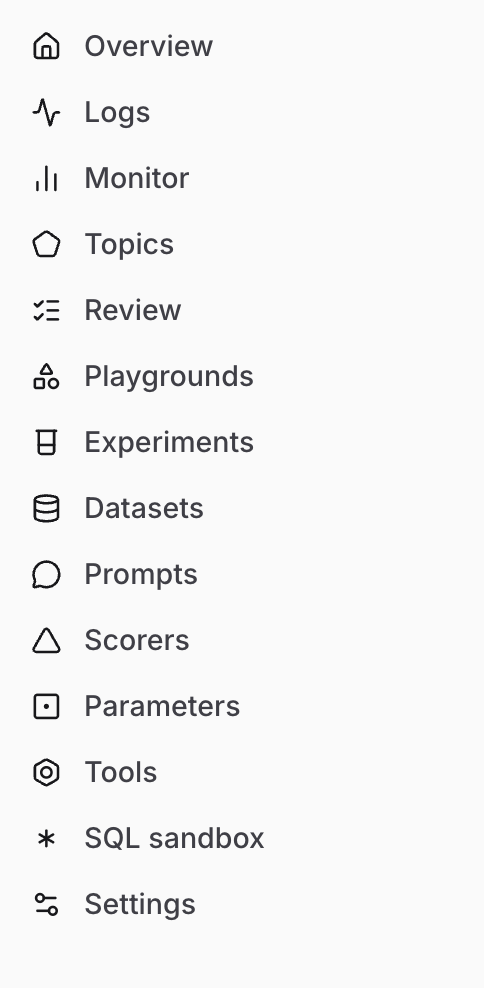 Overview
Logs
Monitor
Topics
Review
Playgrounds
Experiments
Datasets
Prompts
Scorers
Parameters
Tools
SQL sandbox
Settings